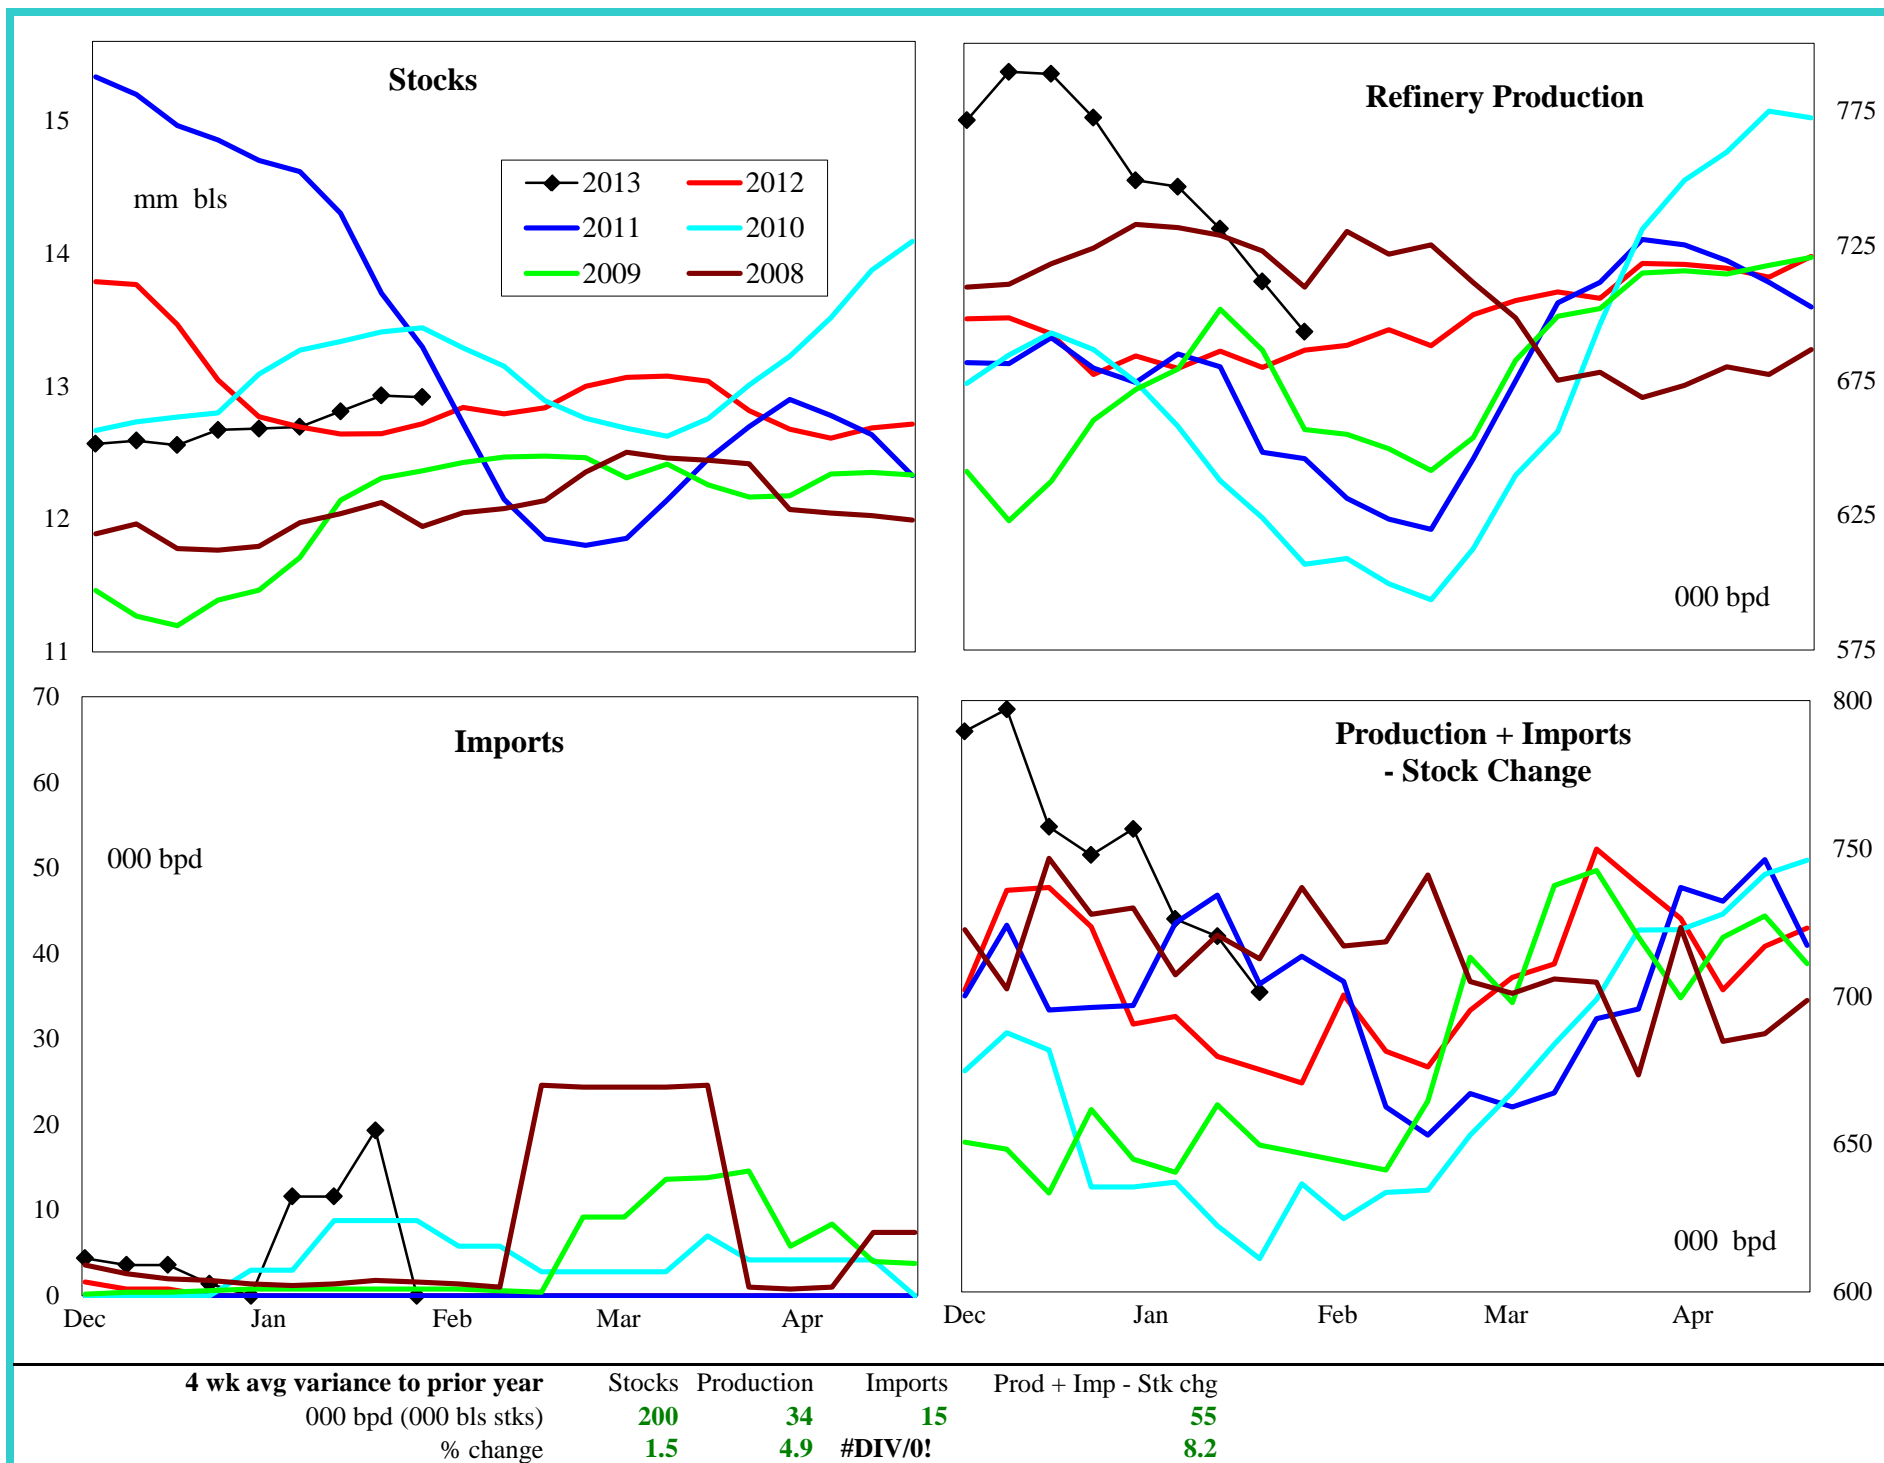 Stocks
15
14
13
12
11
mm bls
2013 2012
2011 2010
2009 2008
Refinery Production
775
725
675
625
575
000 bpd
Imports
70
60
50
40
30
20
10
0
000 bpd
Dec Jan Feb Mar Apr
Production + Imports
- Stock Change
800
750
700
650
600
000 bpd
Dec Jan Feb Mar Apr
4 wk avg variance to prior year Stocks Production Imports Prod + Imp - Stk chg
000 bpd (000 bls stks) 200 34 15 55
% change 1.5 4.9 #DIV/0! 8.2